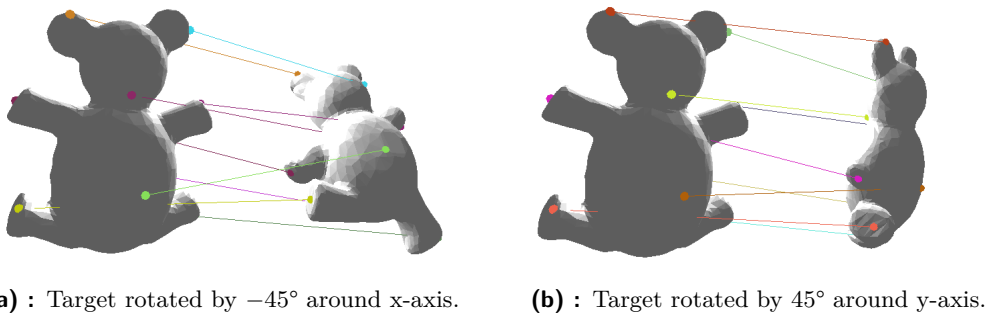 ) : Target rotated by −45° around x-axis.
(b) : Target rotated by 45° around y-axis.